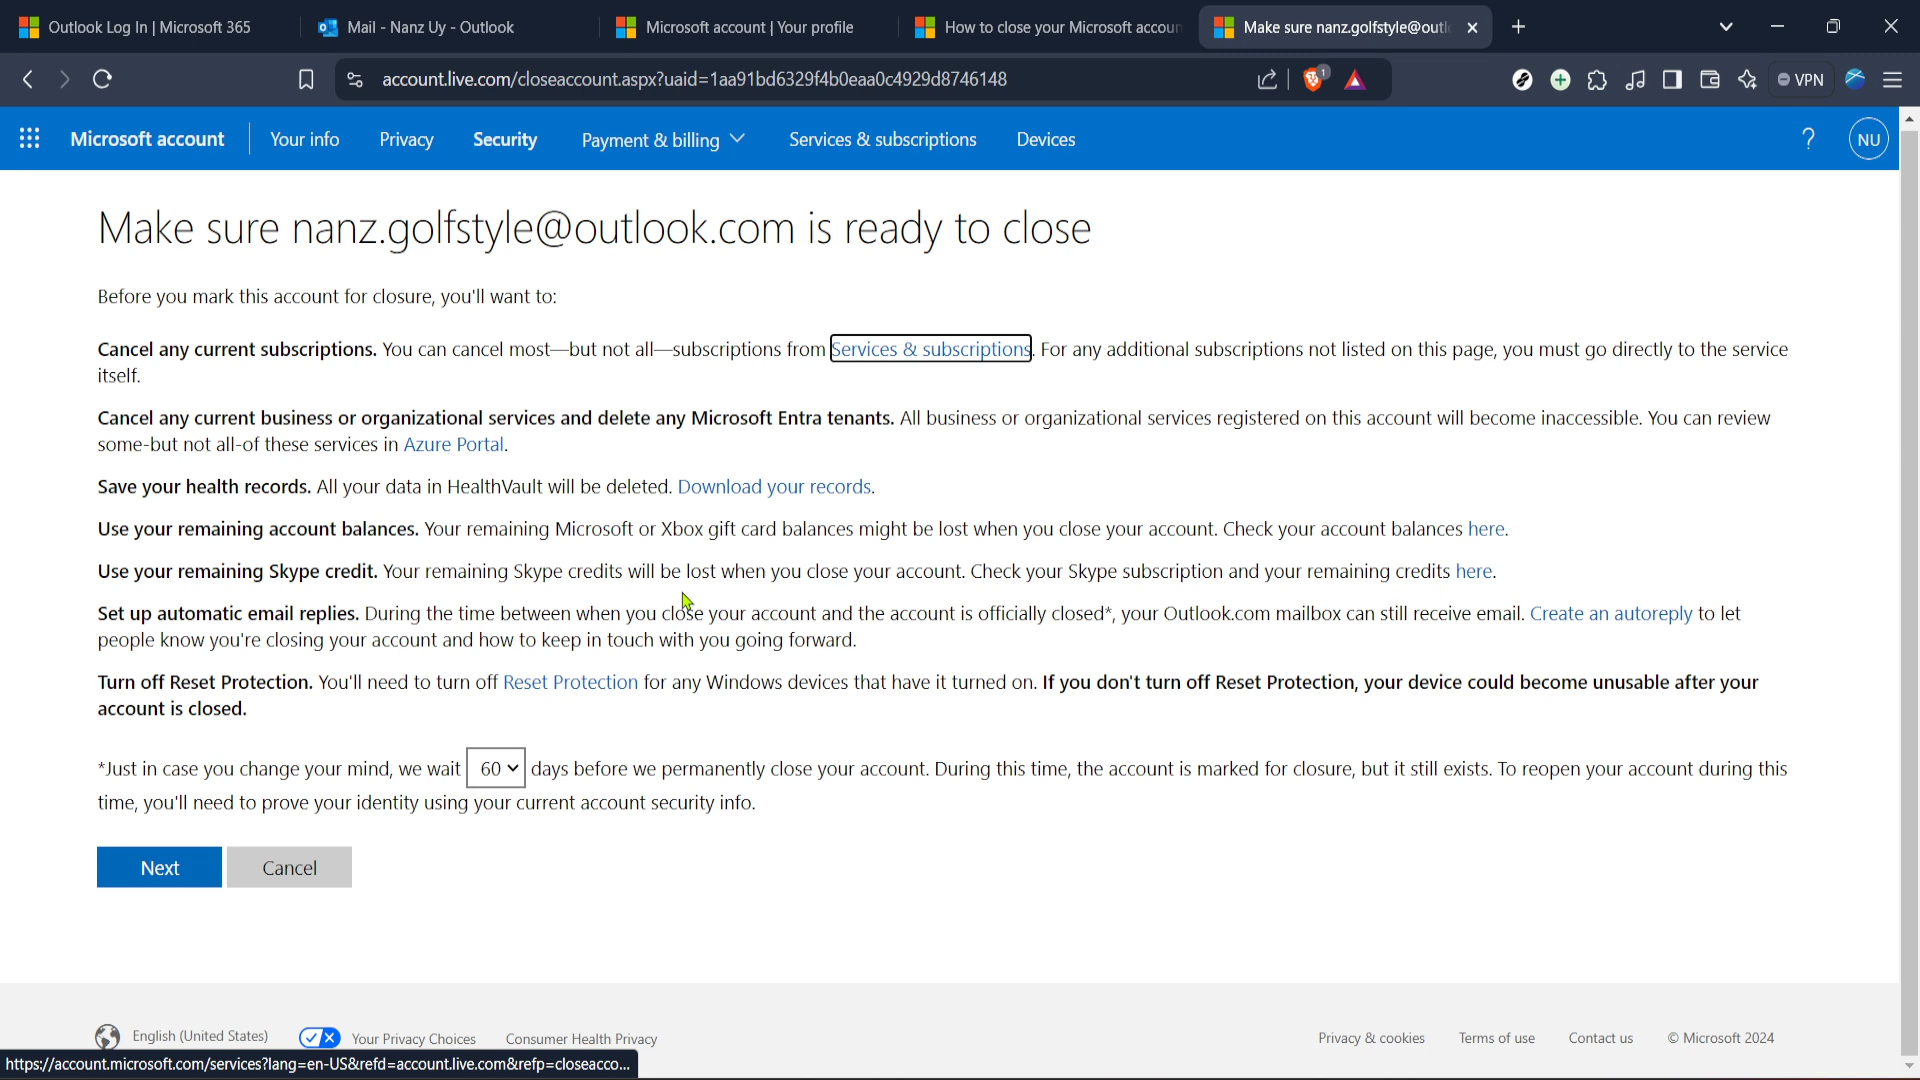 Outlook Log In | Microsoft 365
Mail - Nanz Uy - Outlook
Microsoft account | Your profile
How to close your Microsoft accoun
Make sure nanz.golfstyle@outl
account.live.com/closeaccount.aspx?uaid=1aa91bd6329f4b0eaa0c4929d8746148
1
VPN
Microsoft account
Your info
Privacy
Security
Payment & billing
Services & subscriptions
Devices
?
NU
Make sure nanz.golfstyle@outlook.com is ready to close
Before you mark this account for closure, you'll want to:
Cancel any current subscriptions. You can cancel most—but not all—subscriptions from Services & subscriptions. For any additional subscriptions not listed on this page, you must go directly to the service
itself.
Cancel any current business or organizational services and delete any Microsoft Entra tenants. All business or organizational services registered on this account will become inaccessible. You can review
some-but not all-of these services in Azure Portal.
Save your health records. All your data in HealthVault will be deleted. Download your records.
Use your remaining account balances. Your remaining Microsoft or Xbox gift card balances might be lost when you close your account. Check your account balances here.
Use your remaining Skype credit. Your remaining Skype credits will be lost when you close your account. Check your Skype subscription and your remaining credits here.
Set up automatic email replies. During the time between when you close your account and the account is officially closed*, your Outlook.com mailbox can still receive email. Create an autoreply to let
people know you're closing your account and how to keep in touch with you going forward.
Turn off Reset Protection. You'll need to turn off Reset Protection for any Windows devices that have it turned on. If you don't turn off Reset Protection, your device could become unusable after your
account is closed.
*Just in case you change your mind, we wait 60 days before we permanently close your account. During this time, the account is marked for closure, but it still exists. To reopen your account during this
time, you'll need to prove your identity using your current account security info.
Next
Cancel
English (United States)
Your Privacy Choices
Consumer Health Privacy
Privacy & cookies
Terms of use
Contact us
© Microsoft 2024
https://account.microsoft.com/services?lang=en-US&refd=account.live.com&refp=closeacco...